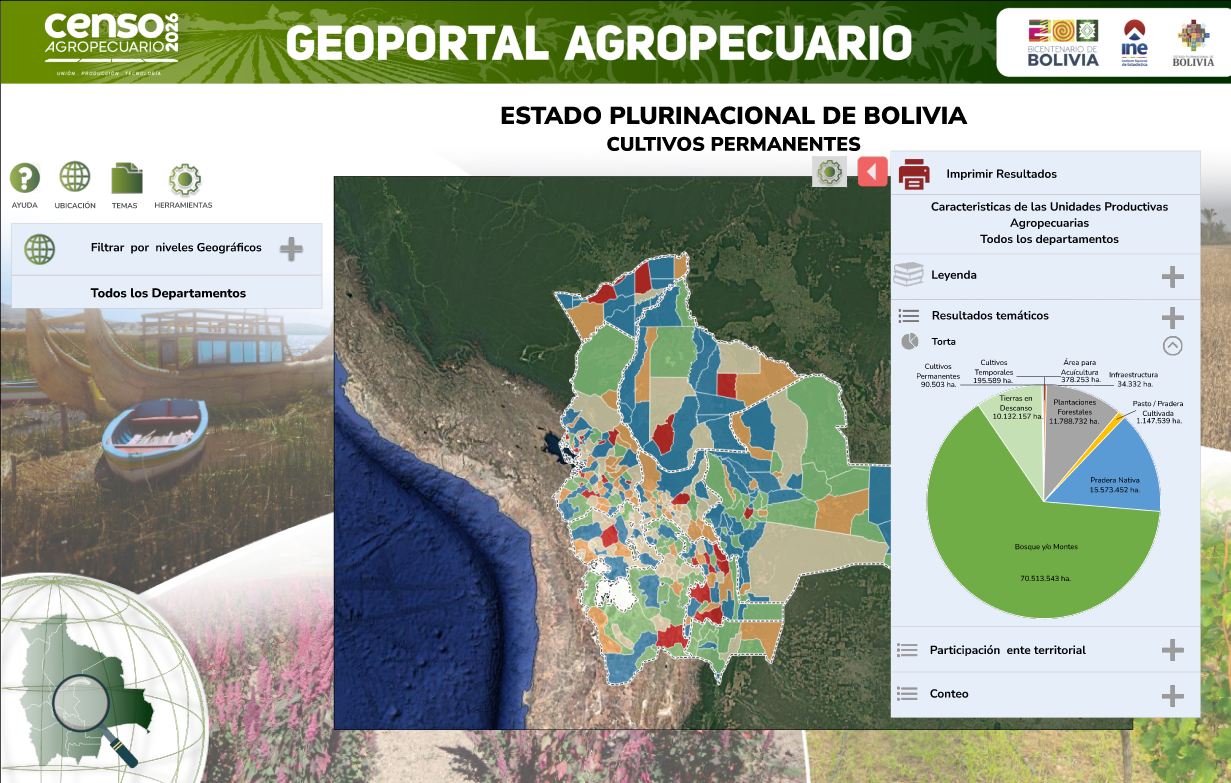 censo
AGROPECUARIO
2026
UNIÓN . PRODUCCIÓN . TECNOLOGÍA
GEOPORTAL AGROPECUARIO
BICENTENARIO DE
BOLIVIA
ine
Instituto Nacional
de Estadística
BOLIVIA
ESTADO PLURINACIONAL DE BOLIVIA
CULTIVOS PERMANENTES
AYUDA
UBICACIÓN
TEMAS
HERRAMIENTAS
Filtrar por niveles Geográficos
Todos los Departamentos
Imprimir Resultados
Caracteristicas de las Unidades Productivas
Agropecuarias
Todos los departamentos
Leyenda
Resultados temáticos
Torta
Cultivos
Permanentes
90.503 ha.
Cultivos
Temporales
195.589 ha.
Área para
Acuicultura
378.253 ha.
Infraestructura
34.332 ha.
Pasto / Pradera
Cultivada
1.147.539 ha.
Tierras en
Descanso
10.132.157 ha.
Plantaciones
Forestales
11.788.732 ha.
Pradera Nativa
15.573.452 ha.
Bosque y/o Montes
70.513.543 ha.
Participación ente territorial
Conteo